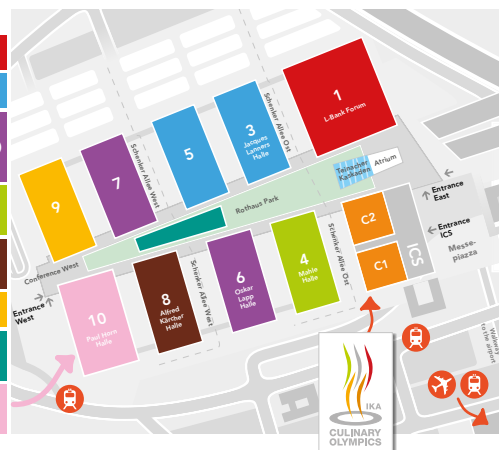 1
L-Bank Forum
Schenker Allee Ost
3
Jacques
Lanners
Halle
5
Schenker Allee West
7
9
Teinacher
Kaskaden
Atrium
Rothaus Park
Entrance
East
Entrance
ICS
Messe-
piazza
C2
C1
ICS
Schenker Allee Ost
4
Mahle
Halle
6
Oskar
Lapp
Halle
Schenker Allee West
8
Alfred
Kärcher
Halle
10
Paul Horn
Halle
Conference West
Entrance
West
Walkway
to the airport
IKA
CULINARY
OLYMPICS